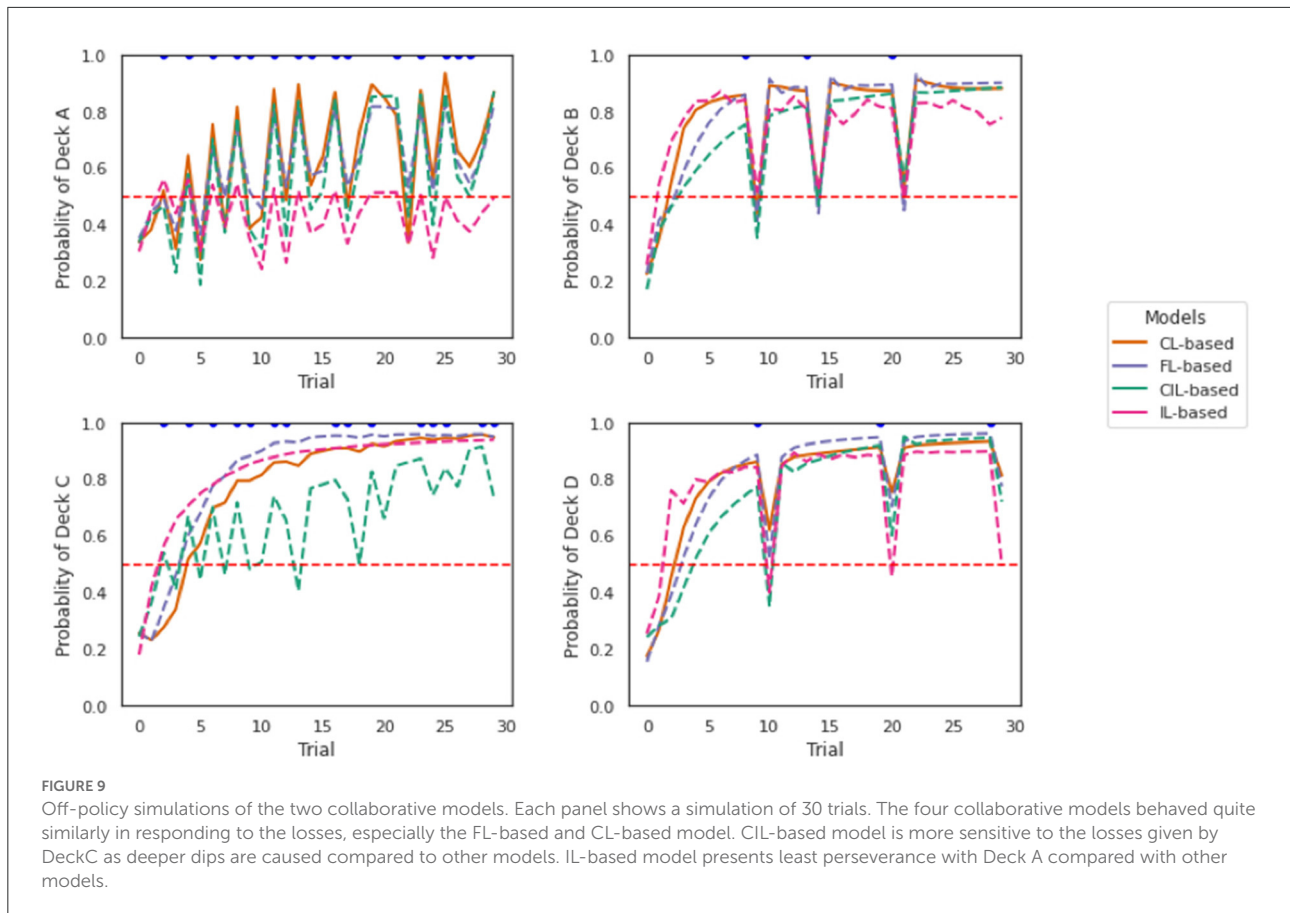 1.0
0.8
0.6
0.4
0.2
0.0
Probablity of Deck A
0 5 10 15 20 25 30
Trial
1.0
0.8
0.6
0.4
0.2
0.0
Probablity of Deck B
0 5 10 15 20 25 30
Trial
Models
CL-based
FL-based
CIL-based
IL-based
1.0
0.8
0.6
0.4
0.2
0.0
Probablity of Deck C
0 5 10 15 20 25 30
Trial
1.0
0.8
0.6
0.4
0.2
0.0
Probablity of Deck D
0 5 10 15 20 25 30
Trial
FIGURE 9
Off-policy simulations of the two collaborative models. Each panel shows a simulation of 30 trials. The four collaborative models behaved quite
similarly in responding to the losses, especially the FL-based and CL-based model. CIL-based model is more sensitive to the losses given by
DeckC as deeper dips are caused compared to other models. IL-based model presents least perseverance with Deck A compared with other
models.